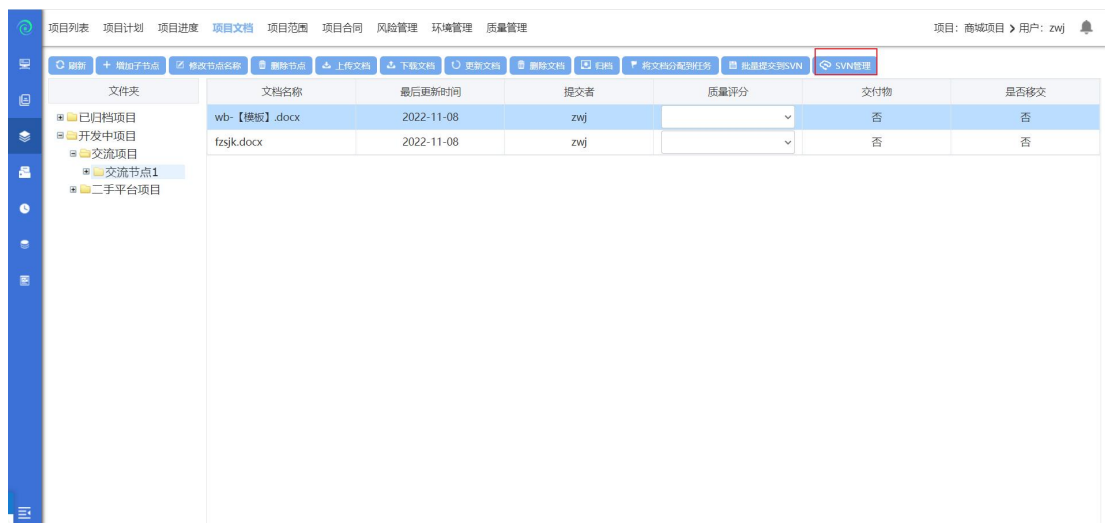 项目列表 项目计划 项目进度 项目文档 项目范围 项目合同 风险管理 环境管理 质量管理 项目：商城项目 用户：zwj
刷新 增加子节点 修改节点名称 删除节点 上传文档 下载文档 更新文档 删除文档 归档 将文档分配到任务 批量提交到SVN SVN管理
文件夹 文档名称 最后更新时间 提交者 质量评分 交付物 是否移交
已归档项目 wb-【模板】.docx 2022-11-08 zwj 否 否
开发中项目 fzsjk.docx 2022-11-08 zwj 否 否
交流项目
交流节点1
二手平台项目